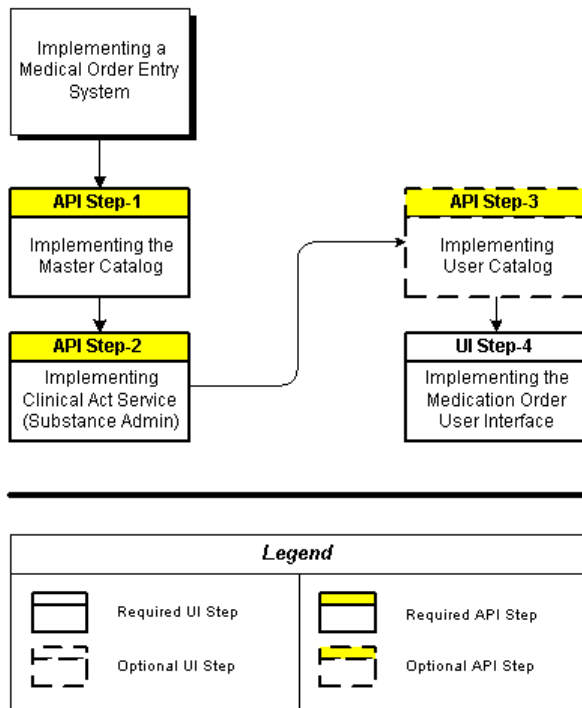 Implementing a
Medical Order Entry
System
API Step-1
Implementing the
Master Catalog
API Step-2
Implementing
Clinical Act Service
(Substance Admin)
API Step-3
Implementing
User Catalog
UI Step-4
Implementing the
Medication Order
User Interface
Legend
Required UI Step
Optional UI Step
Required API Step
Optional API Step